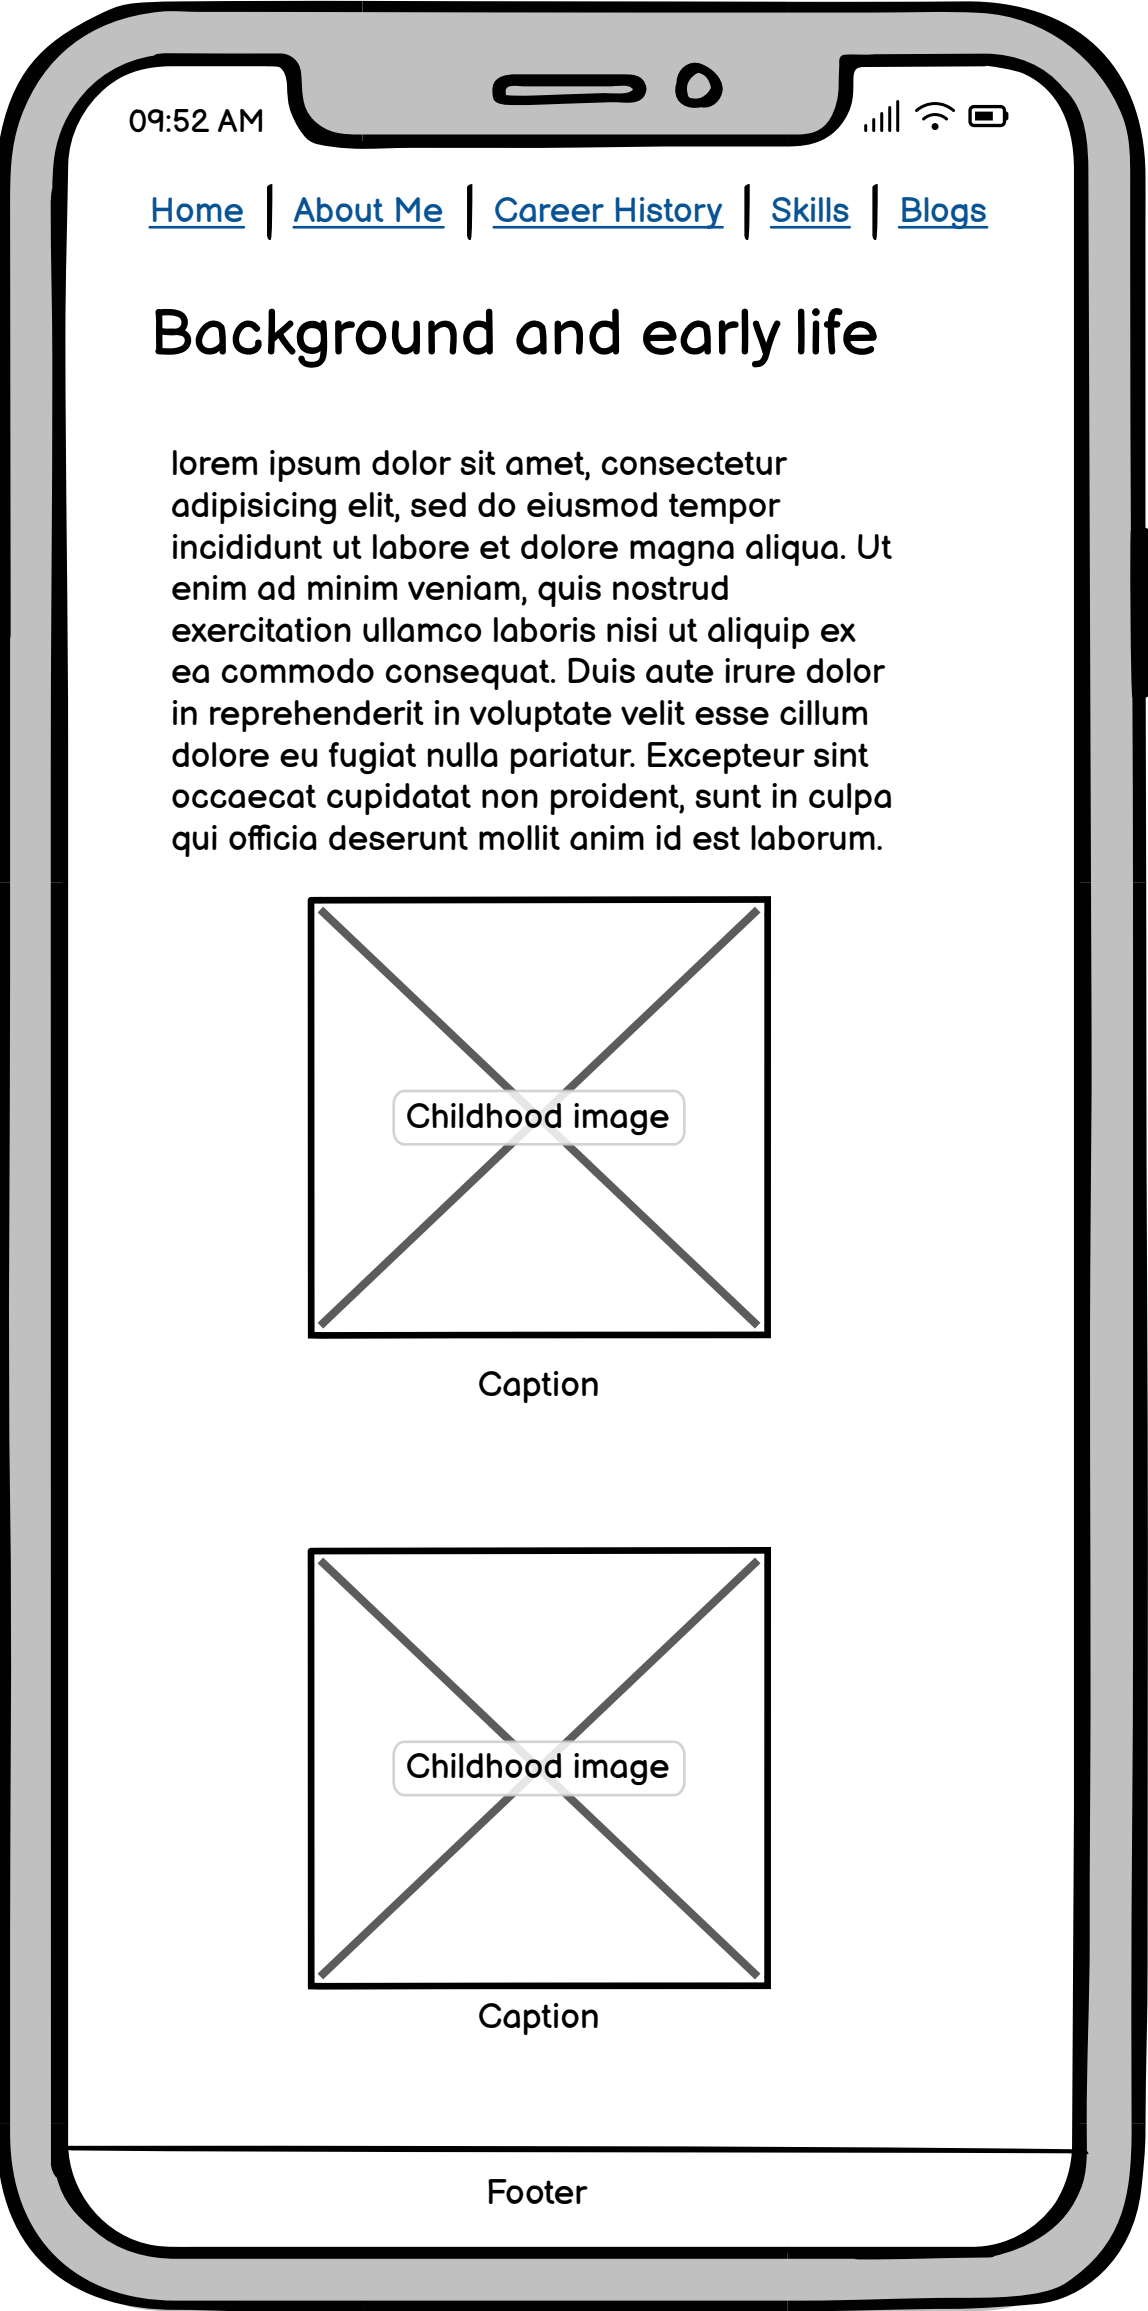 09:52 AM
Home | About Me | Career History | Skills | Blogs
Background and early life
lorem ipsum dolor sit amet, consectetur
adipisicing elit, sed do eiusmod tempor
incididunt ut labore et dolore magna aliqua. Ut
enim ad minim veniam, quis nostrud
exercitation ullamco laboris nisi ut aliquip ex
ea commodo consequat. Duis aute irure dolor
in reprehenderit in voluptate velit esse cillum
dolore eu fugiat nulla pariatur. Excepteur sint
occaecat cupidatat non proident, sunt in culpa
qui officia deserunt mollit anim id est laborum.
Childhood image
Caption
Childhood image
Caption
Footer